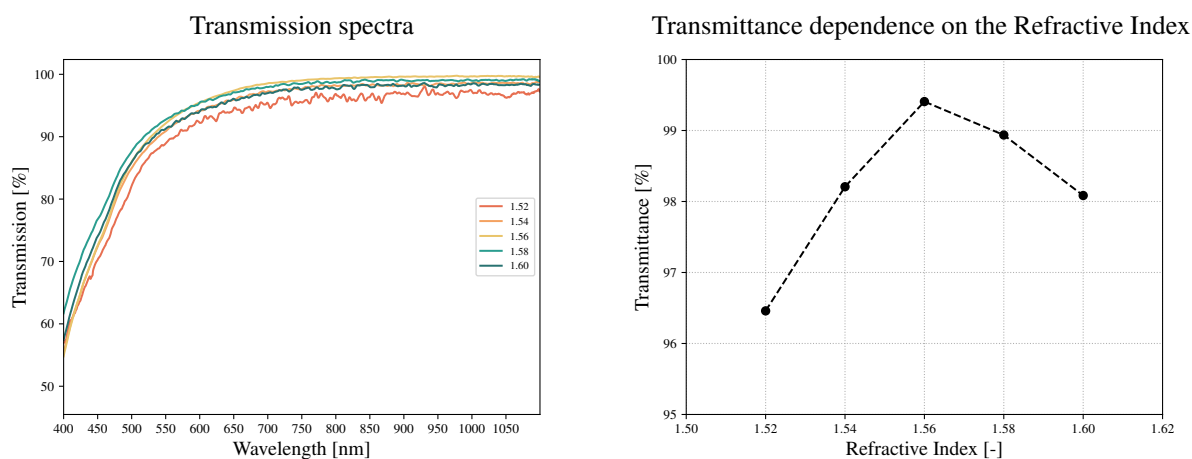 Transmission spectra
Transmission [%]
100
90
80
70
60
50
400 450 500 550 600 650 700 750 800 850 900 950 1000 1050
Wavelength [nm]
1.52
1.54
1.56
1.58
1.60
Transmittance dependence on the Refractive Index
Transmittance [%]
100
99
98
97
96
95
1.50 1.52 1.54 1.56 1.58 1.60 1.62
Refractive Index [-]